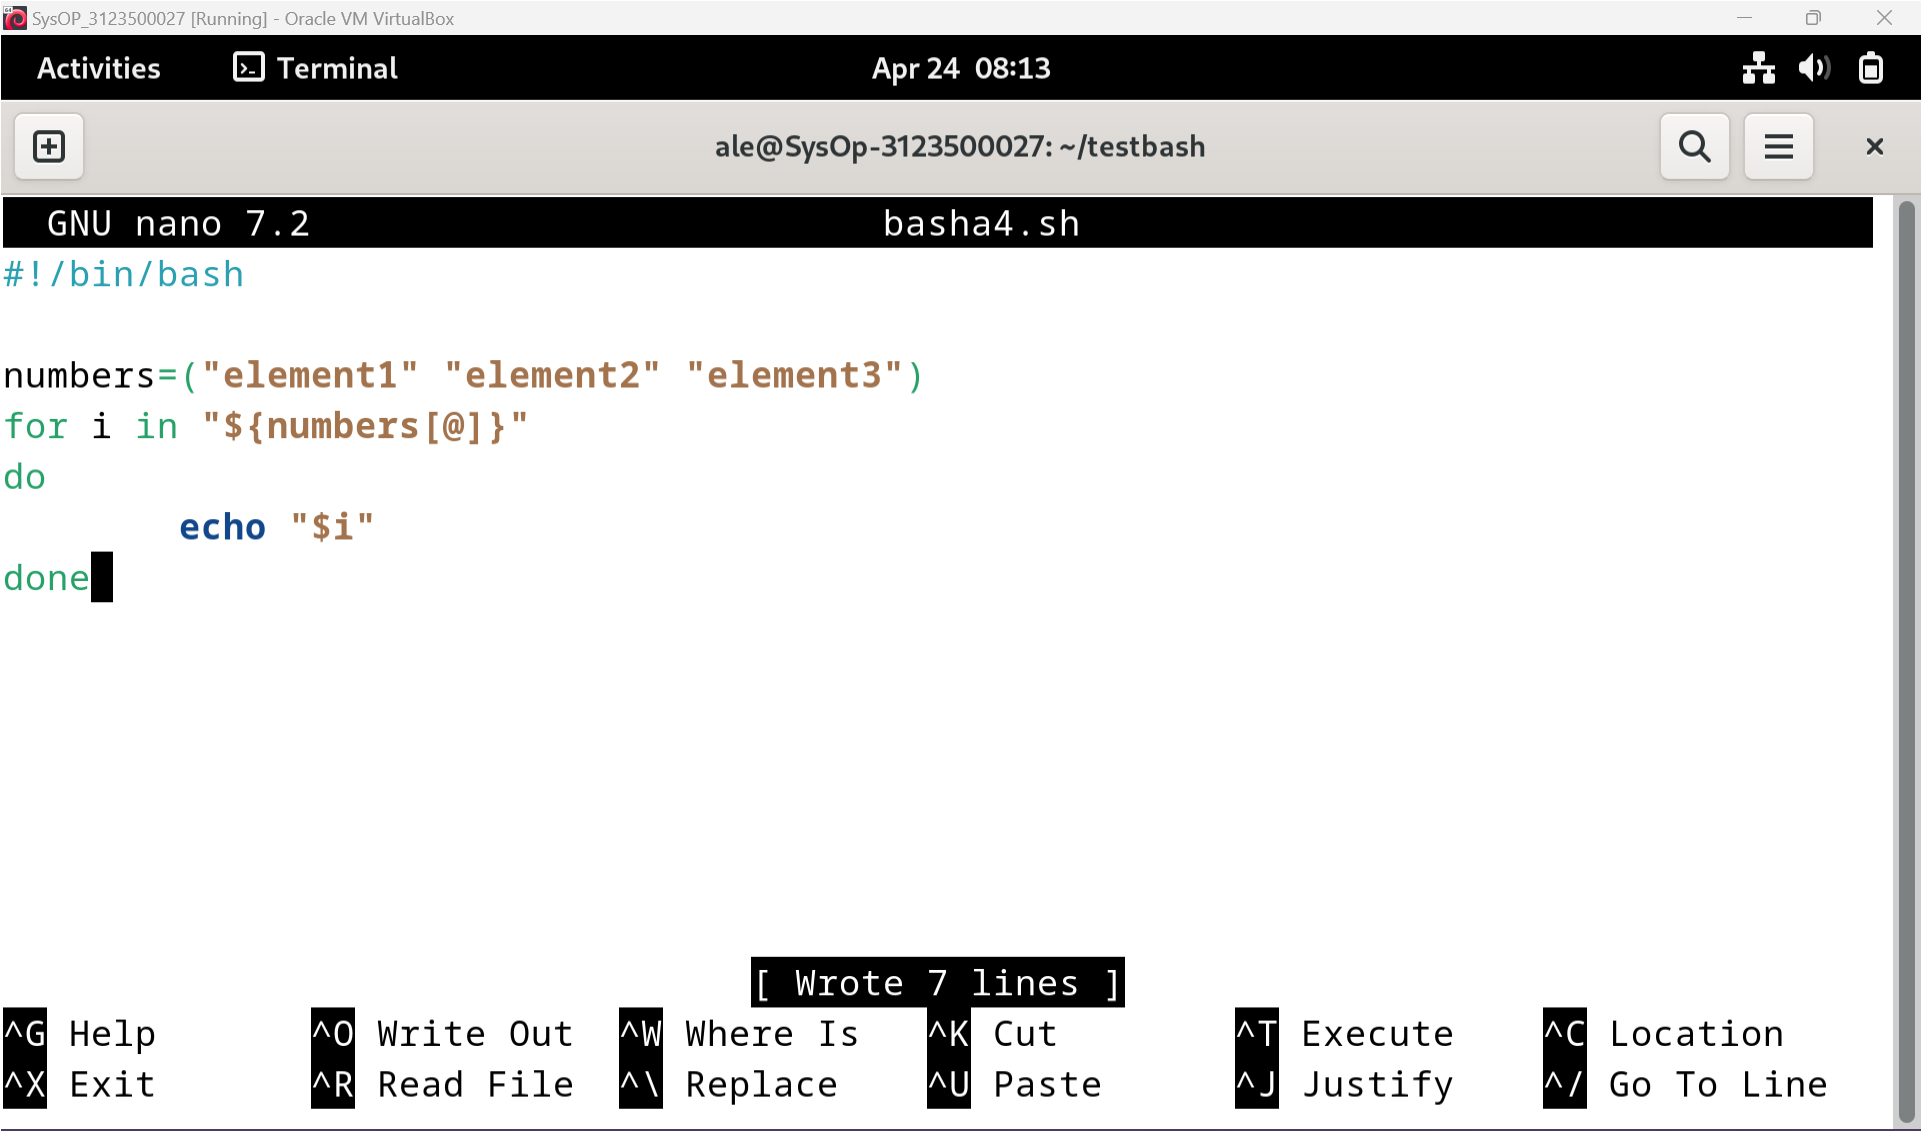 SysOP_3123500027 [Running] - Oracle VM VirtualBox
Activities Terminal Apr 24 08:13
ale@SysOp-3123500027: ~/testbash
GNU nano 7.2 basha4.sh
#!/bin/bash
numbers=("element1" "element2" "element3")
for i in "${numbers[@]}"
do
echo "$i"
done
[ Wrote 7 lines ]
^G Help ^O Write Out ^W Where Is ^K Cut ^T Execute ^C Location
^X Exit ^R Read File ^\ Replace ^U Paste ^J Justify ^/ Go To Line